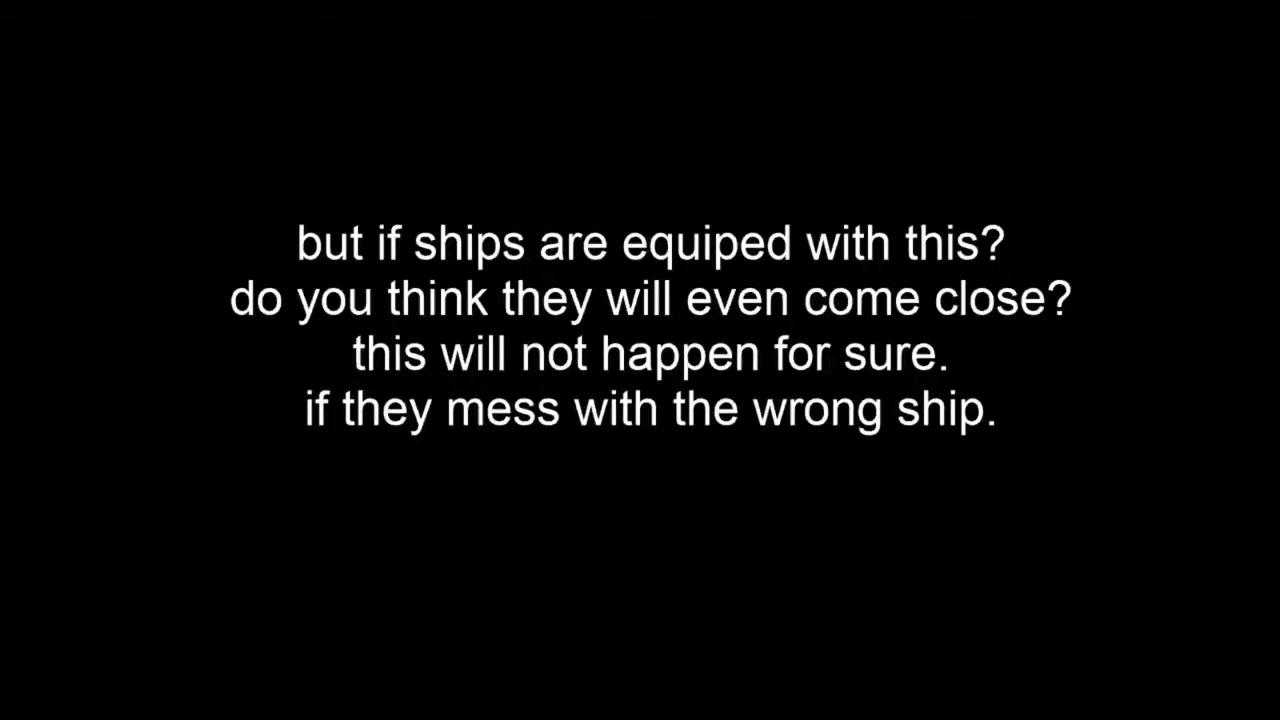 but if ships are equiped with this?
do you think they will even come close?
this will not happen for sure.
if they mess with the wrong ship.